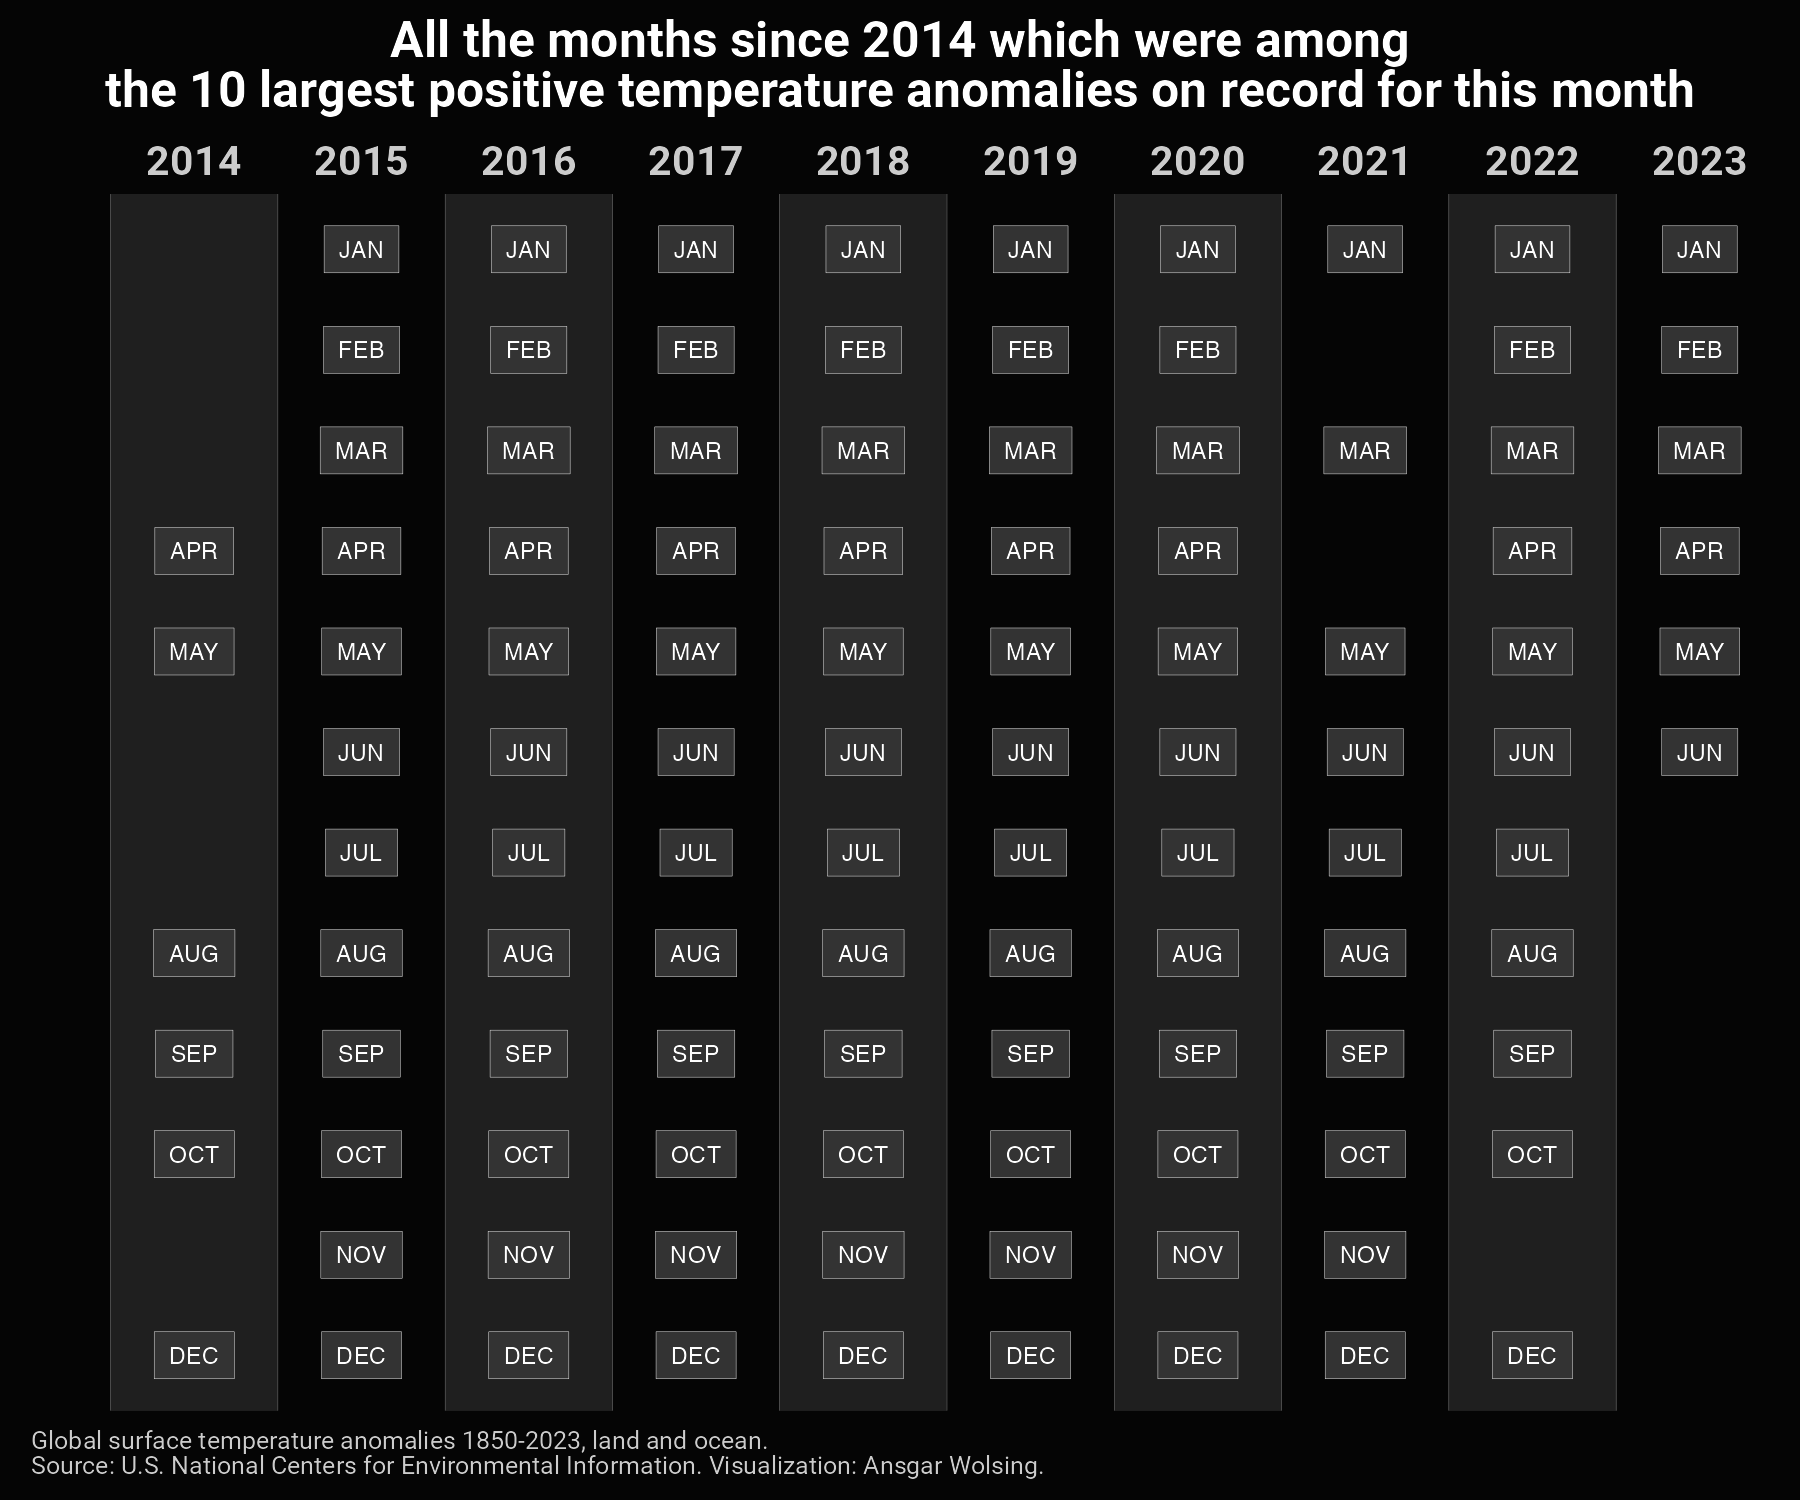 All the months since 2014 which were among
the 10 largest positive temperature anomalies on record for this month
2014 2015 2016 2017 2018 2019 2020 2021 2022 2023
JAN JAN JAN JAN JAN JAN JAN JAN JAN
FEB FEB FEB FEB FEB FEB FEB FEB
MAR MAR MAR MAR MAR MAR MAR MAR MAR
APR APR APR APR APR APR APR APR APR
MAY MAY MAY MAY MAY MAY MAY MAY MAY MAY
JUN JUN JUN JUN JUN JUN JUN JUN JUN
JUL JUL JUL JUL JUL JUL JUL JUL
AUG AUG AUG AUG AUG AUG AUG AUG AUG
SEP SEP SEP SEP SEP SEP SEP SEP SEP
OCT OCT OCT OCT OCT OCT OCT OCT OCT
NOV NOV NOV NOV NOV NOV NOV
DEC DEC DEC DEC DEC DEC DEC DEC DEC
Global surface temperature anomalies 1850-2023, land and ocean.
Source: U.S. National Centers for Environmental Information. Visualization: Ansgar Wolsing.